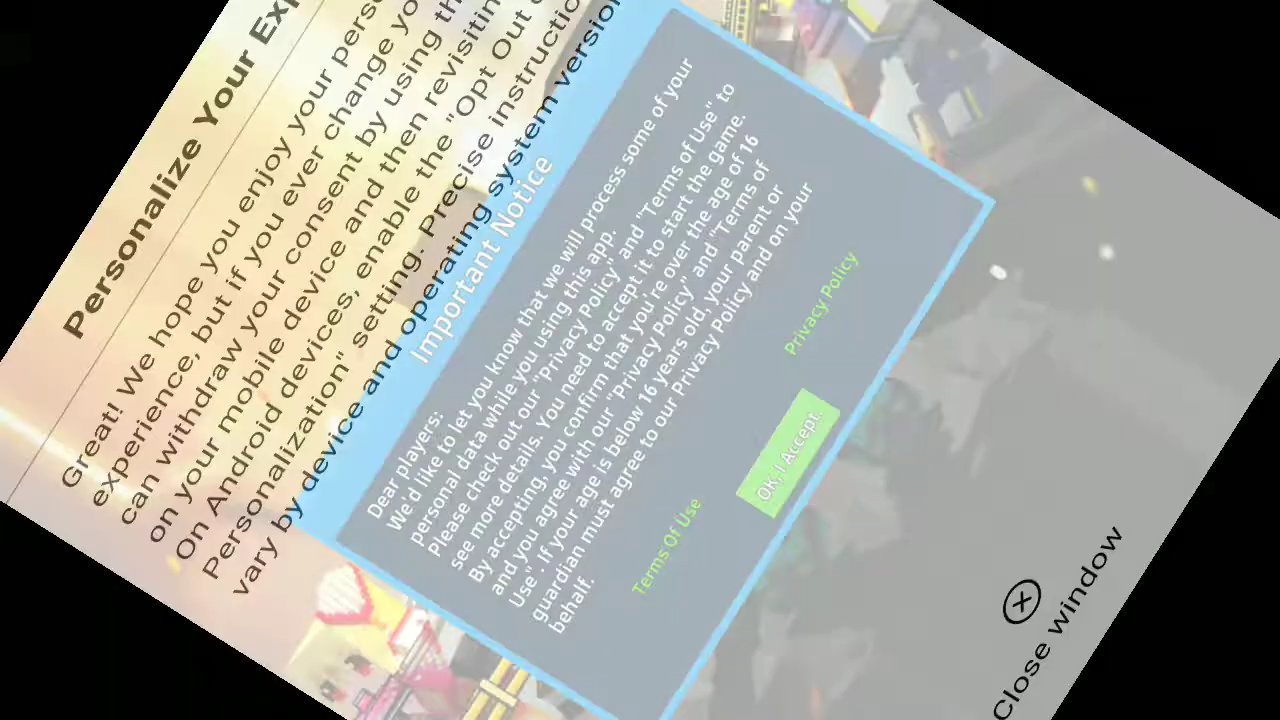 Personalize Your Exp
Great! We hope you enjoy your perso
experience, but if you ever change yo
can withdraw your consent by using th
on your mobile device and then revisiting
On Android devices, enable the "Opt Out o
Personalization" setting. Precise instructio
vary by device and operating system version
Important Notice
Dear players:
We'd like to let you know that we will process some of your
personal data while you using this app.
Please check out our "Privacy Policy" and "Terms of Use" to
see more details. You need to accept it to start the game.
By accepting, you confirm that you're over the age of 16
and you agree with our "Privacy Policy" and "Terms of
Use".If your age is below 16 years old, your parent or
guardian must agree to our Privacy Policy and on your
behalf.
Terms Of Use
Privacy Policy
OK, I Accept.
Close window